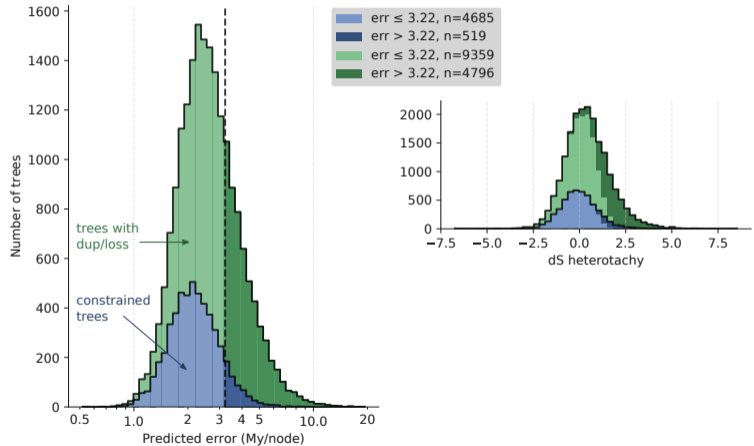 err ≤ 3.22, n=4685
err > 3.22, n=519
err ≤ 3.22, n=9359
err > 3.22, n=4796
1600
1400
1200
1000
800
600
400
200
0
Number of trees
trees with
dup/loss
constrained
trees
0.5 1.0 2 3 4 5 10.0 20
Predicted error (My/node)
2000
1500
1000
500
0
−7.5 −5.0 −2.5 0.0 2.5 5.0 7.5
dS heterotachy